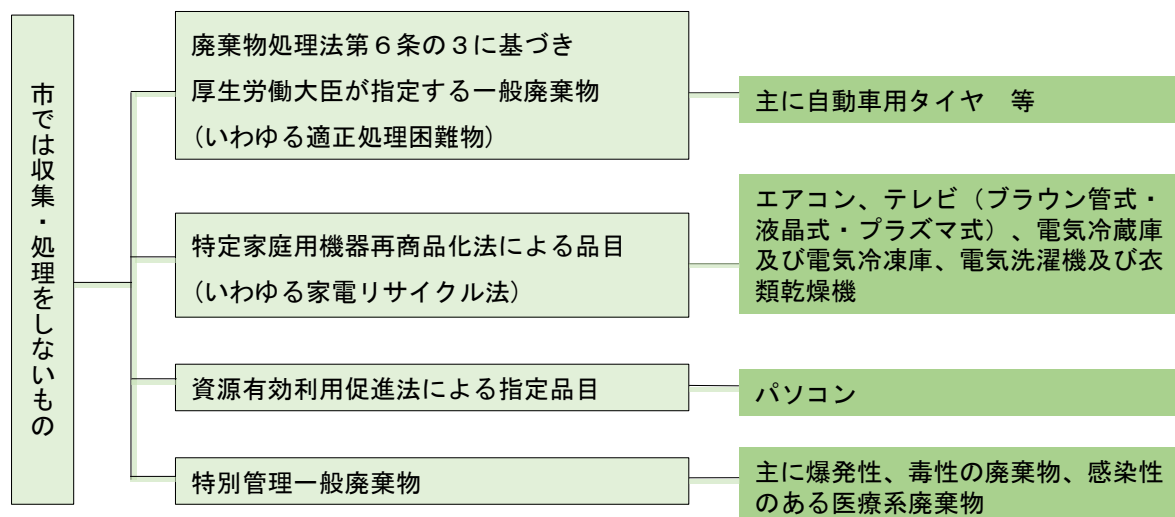 市では収集・処理をしないもの
廃棄物処理法第６条の３に基づき
厚生労働大臣が指定する一般廃棄物
(いわゆる適正処理困難物)
主に自動車用タイヤ　等
特定家庭用機器再商品化法による品目
(いわゆる家電リサイクル法)
エアコン、テレビ（ブラウン管式・
液晶式・プラズマ式）、電気冷蔵庫
及び電気冷凍庫、電気洗濯機及び衣
類乾燥機
資源有効利用促進法による指定品目
パソコン
特別管理一般廃棄物
主に爆発性、毒性の廃棄物、感染性
のある医療系廃棄物